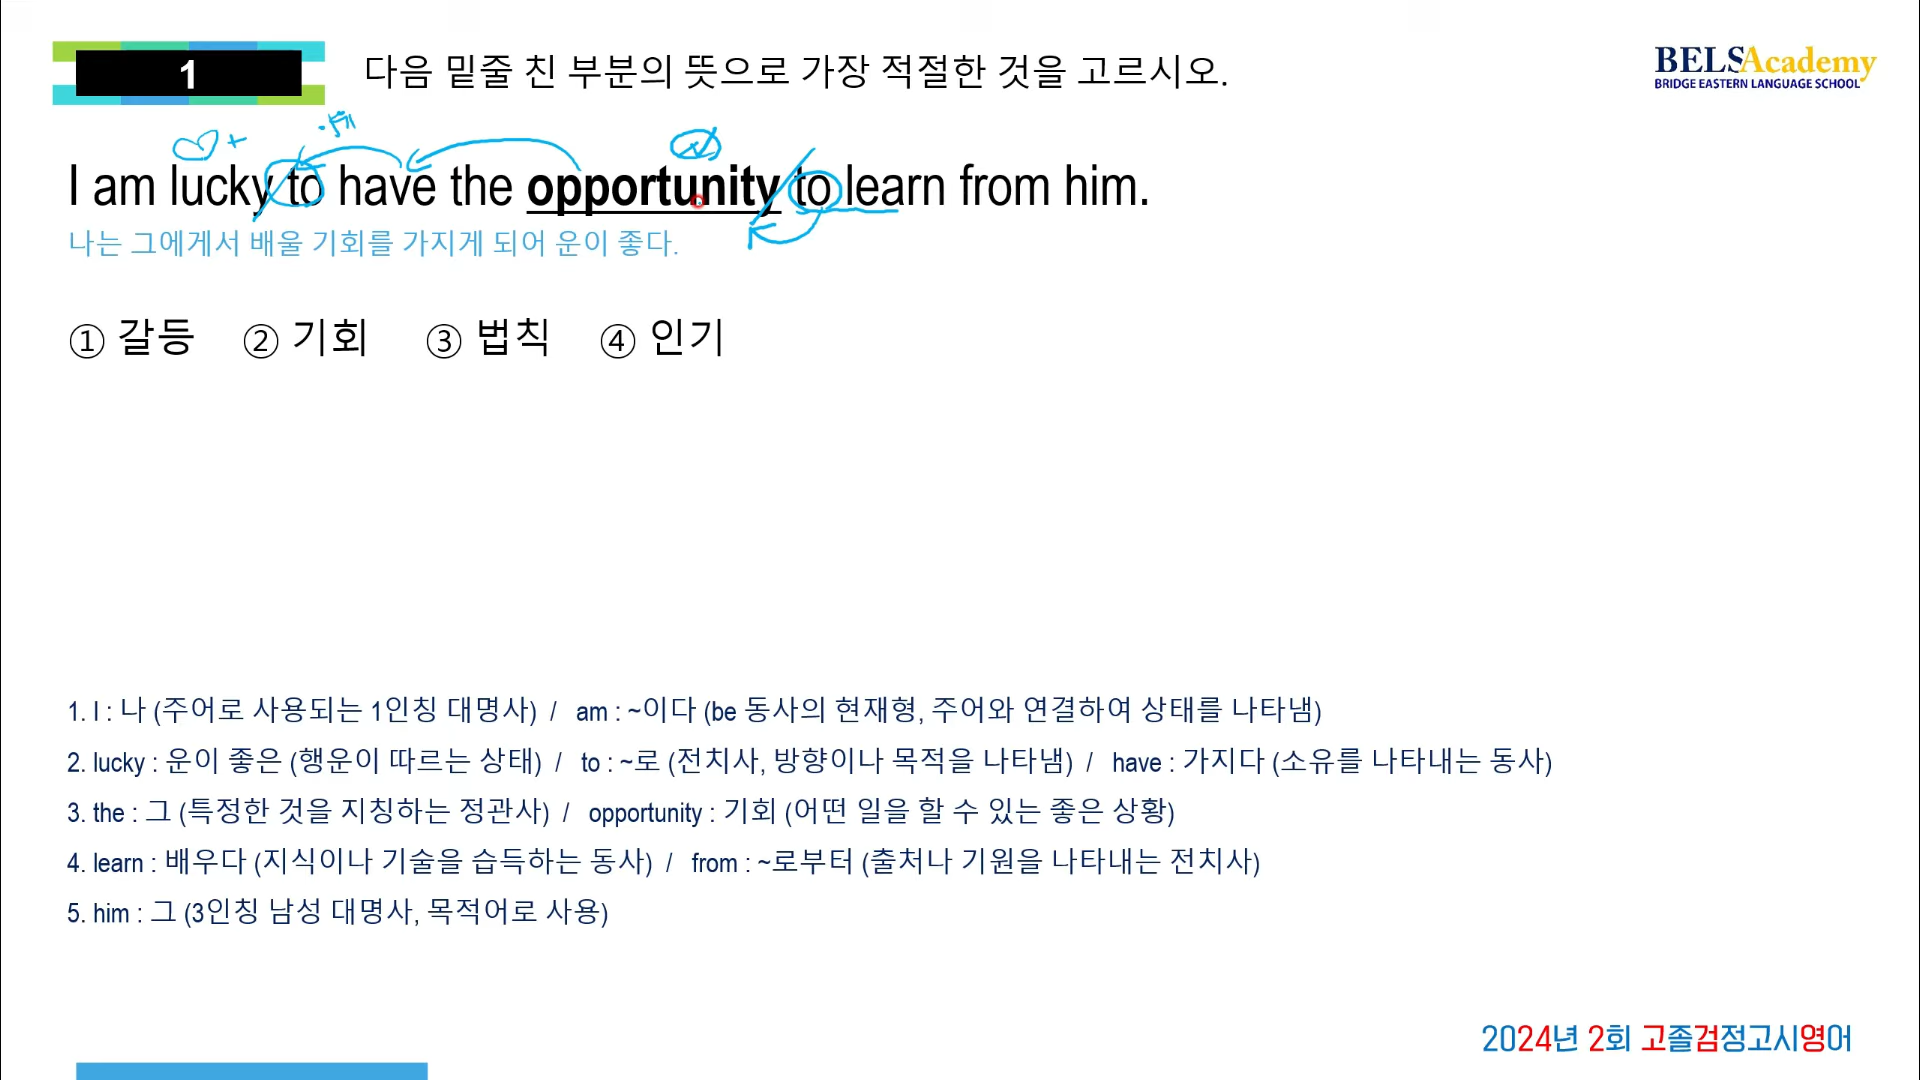 1
다음 밑줄 친 부분의 뜻으로 가장 적절한 것을 고르시오.
BELSAcademy
BRIDGE EASTERN LANGUAGE SCHOOL
I am lucky to have the opportunity to learn from him.
나는 그에게서 배울 기회를 가지게 되어 운이 좋다.
① 갈등 ② 기회 ③ 법칙 ④ 인기
1. I : 나 (주어로 사용되는 1인칭 대명사) / am : ~이다 (be 동사의 현재형, 주어와 연결하여 상태를 나타냄)
2. lucky : 운이 좋은 (행운이 따르는 상태) / to : ~로 (전치사, 방향이나 목적을 나타냄) / have : 가지다 (소유를 나타내는 동사)
3. the : 그 (특정한 것을 지칭하는 정관사) / opportunity : 기회 (어떤 일을 할 수 있는 좋은 상황)
4. learn : 배우다 (지식이나 기술을 습득하는 동사) / from : ~로부터 (출처나 기원을 나타내는 전치사)
5. him : 그 (3인칭 남성 대명사, 목적어로 사용)
2024년 2회 고졸검정고시영어